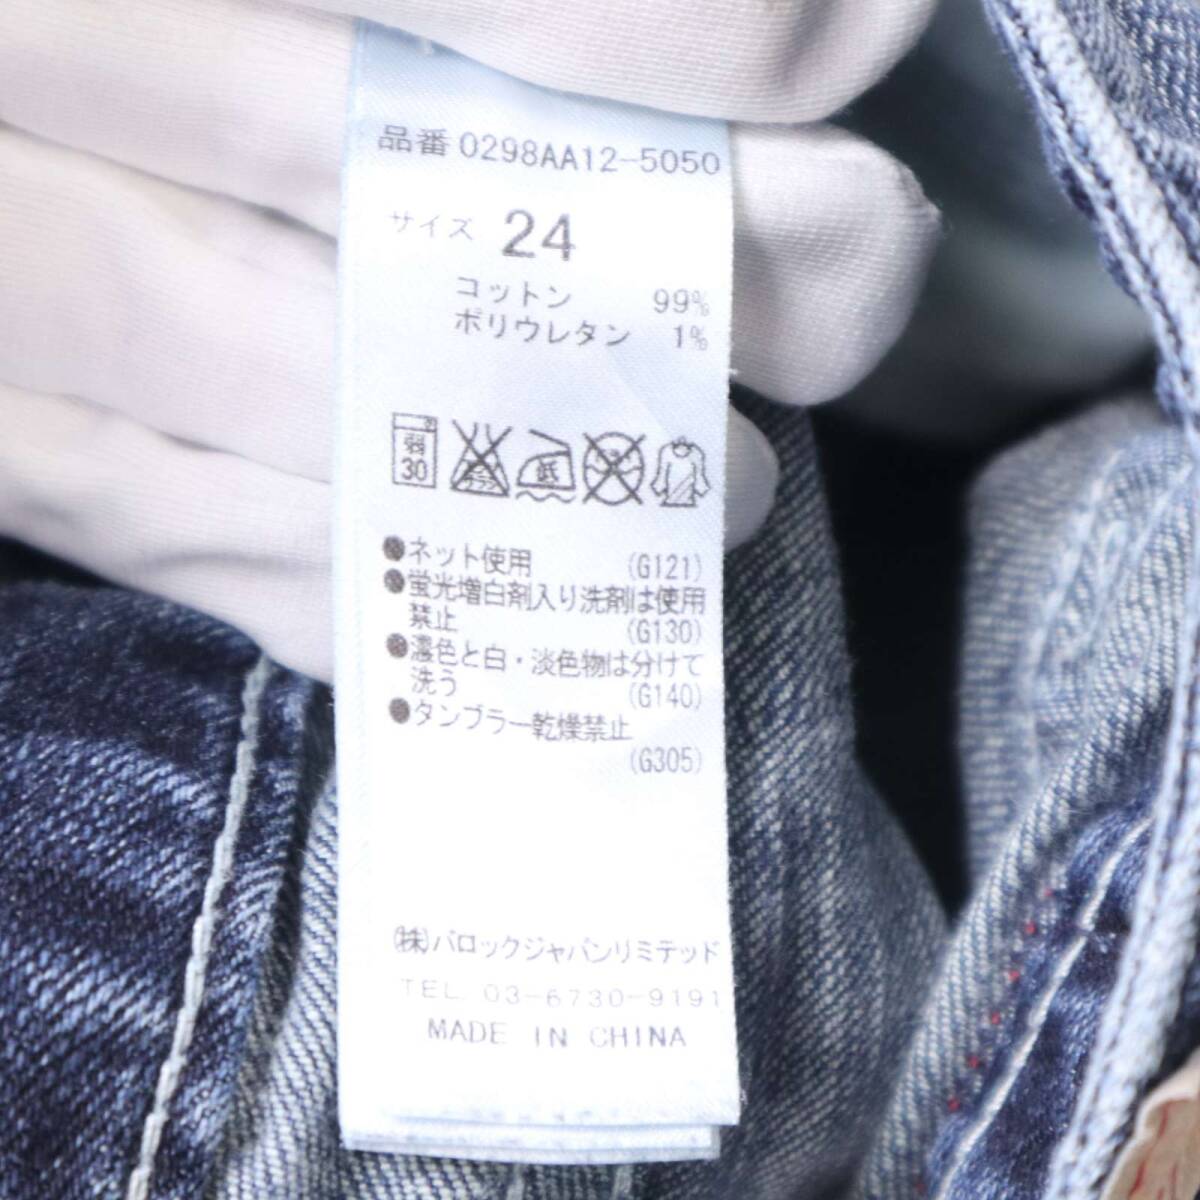 品番 0298AA12-5050
サイズ 24
コットン 99%
ポリウレタン 1%
弱 30 低
●ネット使用 (G121)
●蛍光増白剤入り洗剤は使用
禁止 (G130)
●濃色と白・淡色物は分けて
洗う (G140)
●タンブラー乾燥禁止
(G305)
(株)バロックジャパンリミテッド
TEL 03-6730-9191
MADE IN CHINA